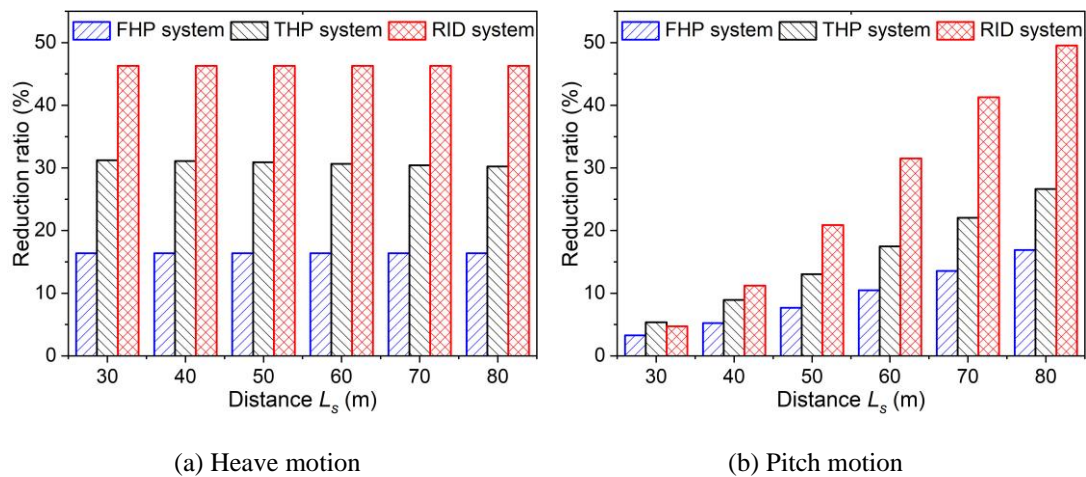 FHP system THP system RID system
50
40
30
20
10
0
Reduction ratio (%)
30 40 50 60 70 80
Distance Ls (m)
(a) Heave motion
FHP system THP system RID system
50
40
30
20
10
0
Reduction ratio (%)
30 40 50 60 70 80
Distance Ls (m)
(b) Pitch motion